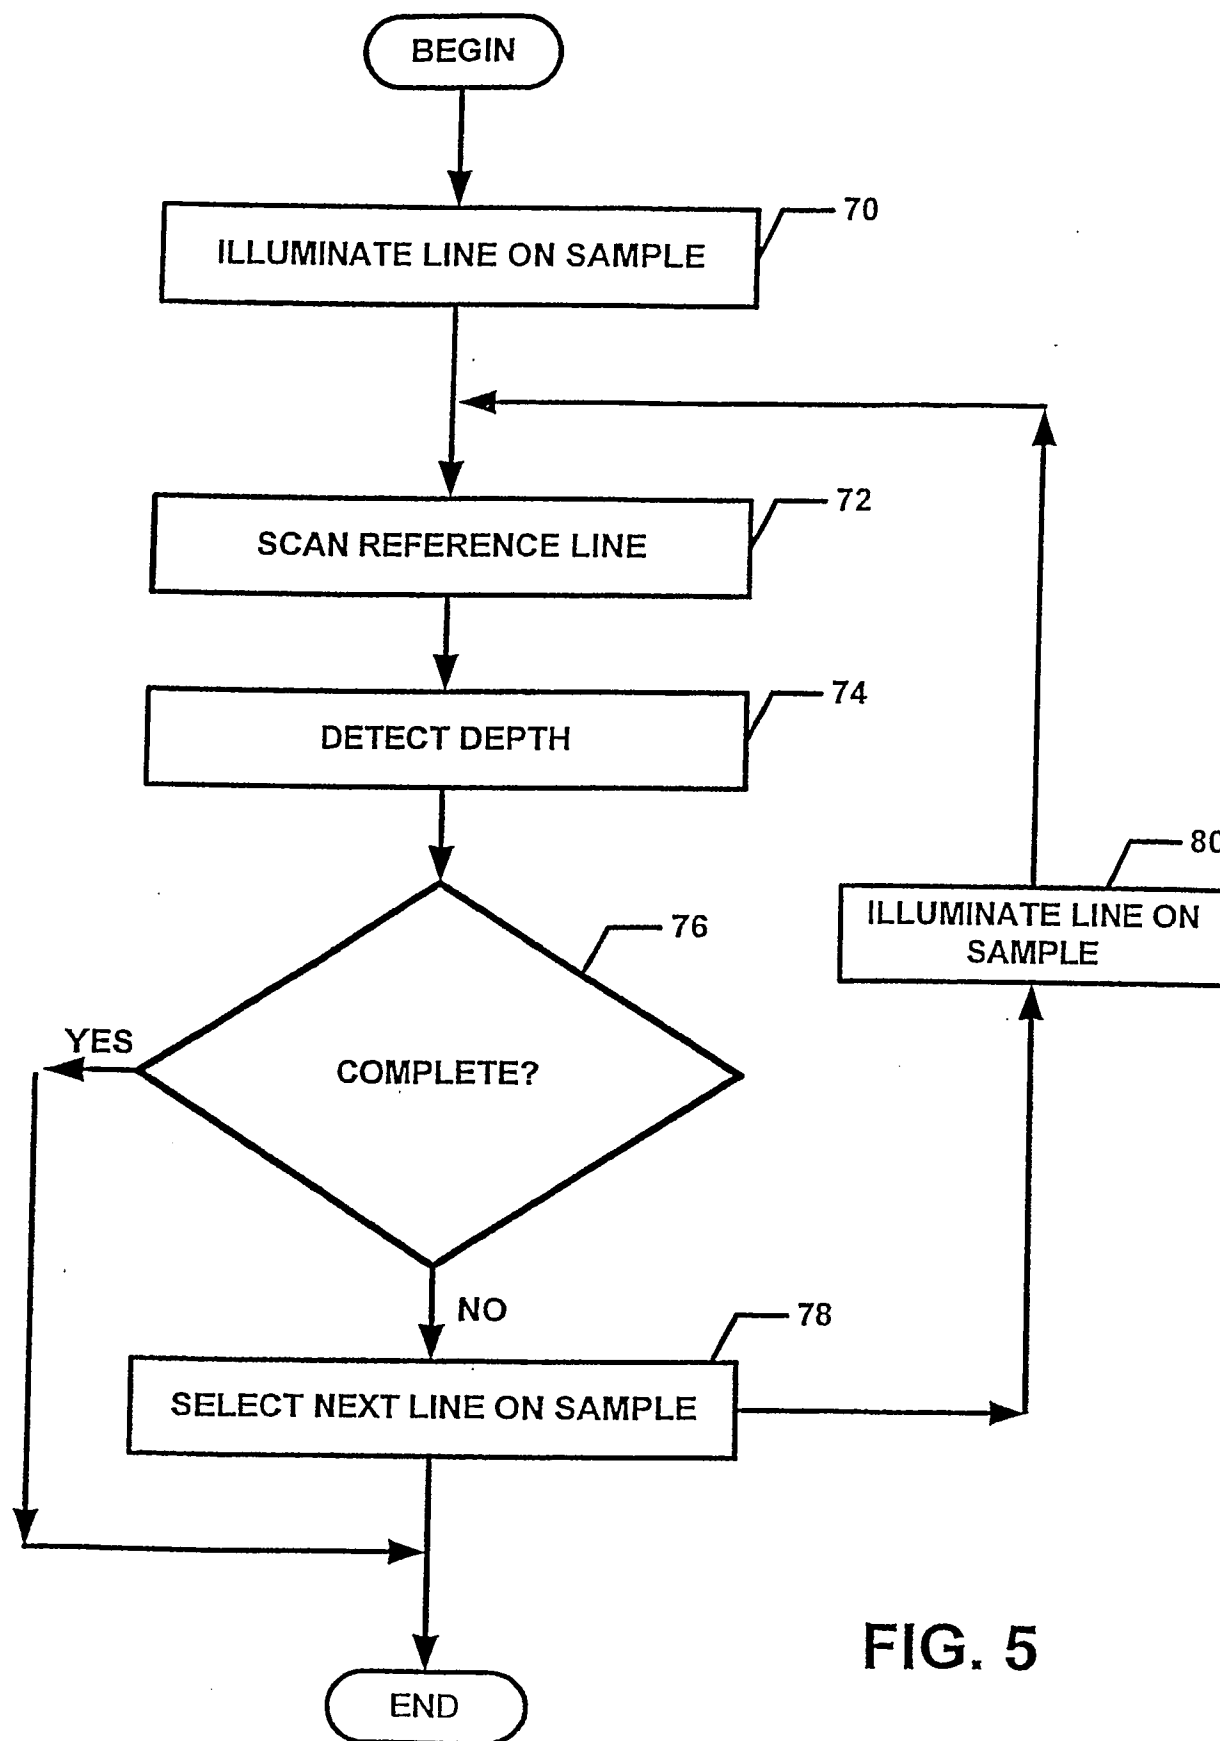 BEGIN
70
ILLUMINATE LINE ON SAMPLE
72
SCAN REFERENCE LINE
74
DETECT DEPTH
80
ILLUMINATE LINE ON
SAMPLE
76
YES
COMPLETE?
NO
78
SELECT NEXT LINE ON SAMPLE
FIG. 5
END